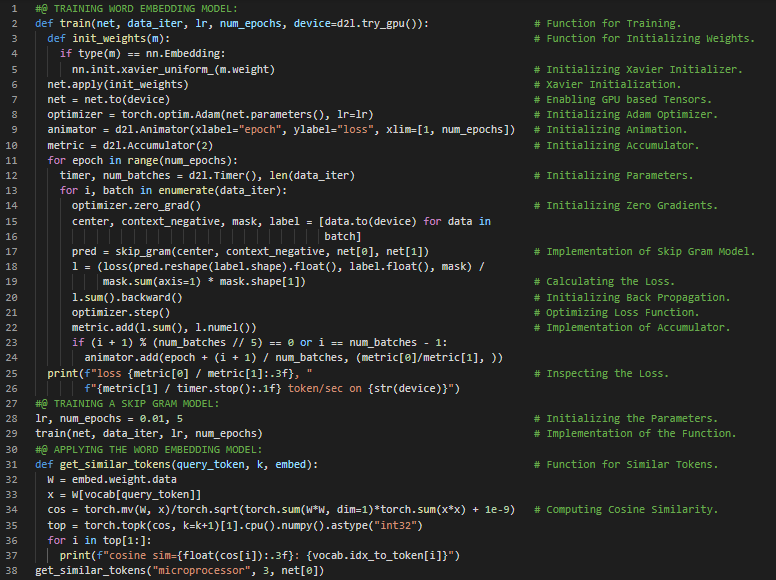 1 #@ TRAINING WORD EMBEDDING MODEL:
2 def train(net, data_iter, lr, num_epochs, device=d2l.try_gpu()): # Function for Training.
3 def init_weights(m): # Function for Initializing Weights.
4 if type(m) == nn.Embedding:
5 nn.init.xavier_uniform_(m.weight) # Initializing Xavier Initializer.
6 net.apply(init_weights) # Xavier Initialization.
7 net = net.to(device) # Enabling GPU based Tensors.
8 optimizer = torch.optim.Adam(net.parameters(), lr=lr) # Initializing Adam Optimizer.
9 animator = d2l.Animator(xlabel="epoch", ylabel="loss", xlim=[1, num_epochs]) # Initializing Animation.
10 metric = d2l.Accumulator(2) # Initializing Accumulator.
11 for epoch in range(num_epochs):
12 timer, num_batches = d2l.Timer(), len(data_iter) # Initializing Parameters.
13 for i, batch in enumerate(data_iter):
14 optimizer.zero_grad() # Initializing Zero Gradients.
15 center, context_negative, mask, label = [data.to(device) for data in
16 batch]
17 pred = skip_gram(center, context_negative, net[0], net[1]) # Implementation of Skip Gram Model.
18 l = (loss(pred.reshape(label.shape).float(), label.float(), mask) /
19 mask.sum(axis=1) * mask.shape[1]) # Calculating the Loss.
20 l.sum().backward() # Initializing Back Propagation.
21 optimizer.step() # Optimizing Loss Function.
22 metric.add(l.sum(), l.numel()) # Implementation of Accumulator.
23 if (i + 1) % (num_batches // 5) == 0 or i == num_batches - 1:
24 animator.add(epoch + (i + 1) / num_batches, (metric[0]/metric[1], ))
25 print(f"loss {metric[0] / metric[1]:.3f}, " # Inspecting the Loss.
26 f"{metric[1] / timer.stop():.1f} token/sec on {str(device)}")
27 #@ TRAINING A SKIP GRAM MODEL:
28 lr, num_epochs = 0.01, 5 # Initializing the Parameters.
29 train(net, data_iter, lr, num_epochs) # Implementation of the Function.
30 #@ APPLYING THE WORD EMBEDDING MODEL:
31 def get_similar_tokens(query_token, k, embed): # Function for Similar Tokens.
32 W = embed.weight.data
33 x = W[vocab[query_token]]
34 cos = torch.mv(W, x)/torch.sqrt(torch.sum(W*W, dim=1)*torch.sum(x*x) + 1e-9) # Computing Cosine Similarity.
35 top = torch.topk(cos, k=k+1)[1].cpu().numpy().astype("int32")
36 for i in top[1:]:
37 print(f"cosine sim={float(cos[i]):.3f}: {vocab.idx_to_token[i]}")
38 get_similar_tokens("microprocessor", 3, net[0])